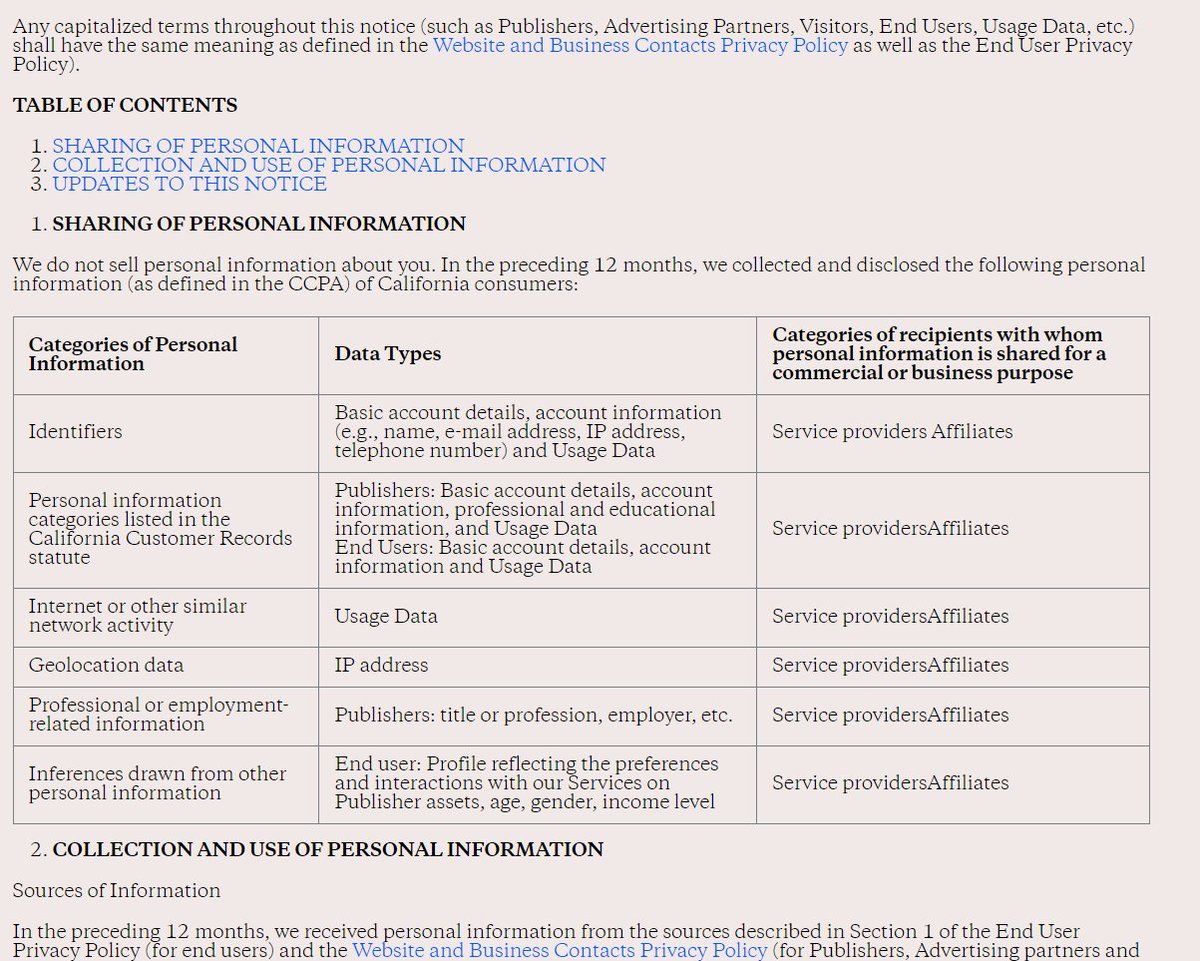 Any capitalized terms throughout this notice (such as Publishers, Advertising Partners, Visitors, End Users, Usage Data, etc.)
shall have the same meaning as defined in the Website and Business Contacts Privacy Policy as well as the End User Privacy
Policy).
TABLE OF CONTENTS
1. SHARING OF PERSONAL INFORMATION
2. COLLECTION AND USE OF PERSONAL INFORMATION
3. UPDATES TO THIS NOTICE
1. SHARING OF PERSONAL INFORMATION
We do not sell personal information about you. In the preceding 12 months, we collected and disclosed the following personal
information (as defined in the CCPA) of California consumers:
Categories of Personal
Information
Data Types
Categories of recipients with whom
personal information is shared for a
commercial or business purpose
Identifiers
Basic account details, account information
(e.g., name, e-mail address, IP address,
telephone number) and Usage Data
Service providers Affiliates
Personal information
categories listed in the
California Customer Records
statute
Publishers: Basic account details, account
information, professional and educational
information, and Usage Data
End Users: Basic account details, account
information and Usage Data
Service providersAffiliates
Internet or other similar
network activity
Usage Data
Service providersAffiliates
Geolocation data
IP address
Service providersAffiliates
Professional or employment-
related information
Publishers: title or profession, employer, etc.
Service providersAffiliates
Inferences drawn from other
personal information
End user: Profile reflecting the preferences
and interactions with our Services on
Publisher assets, age, gender, income level
Service providersAffiliates
2. COLLECTION AND USE OF PERSONAL INFORMATION
Sources of Information
In the preceding 12 months, we received personal information from the sources described in Section 1 of the End User
Privacy Policy (for end users) and the Website and Business Contacts Privacy Policy (for Publishers, Advertising partners and